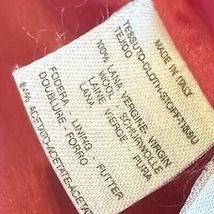 MADE IN ITALY
TESSUTO-CLOTH-STOFF-TISSU
TEJIDO
100% LANA VERGINE VIRGIN
WOOL - SCHURWOLLE
LAINE VIERGE PURA
LANA
FODERA LINING FUTTER
DOUBLURE - FORRO
ACETATO-ACETATE-ACETAT